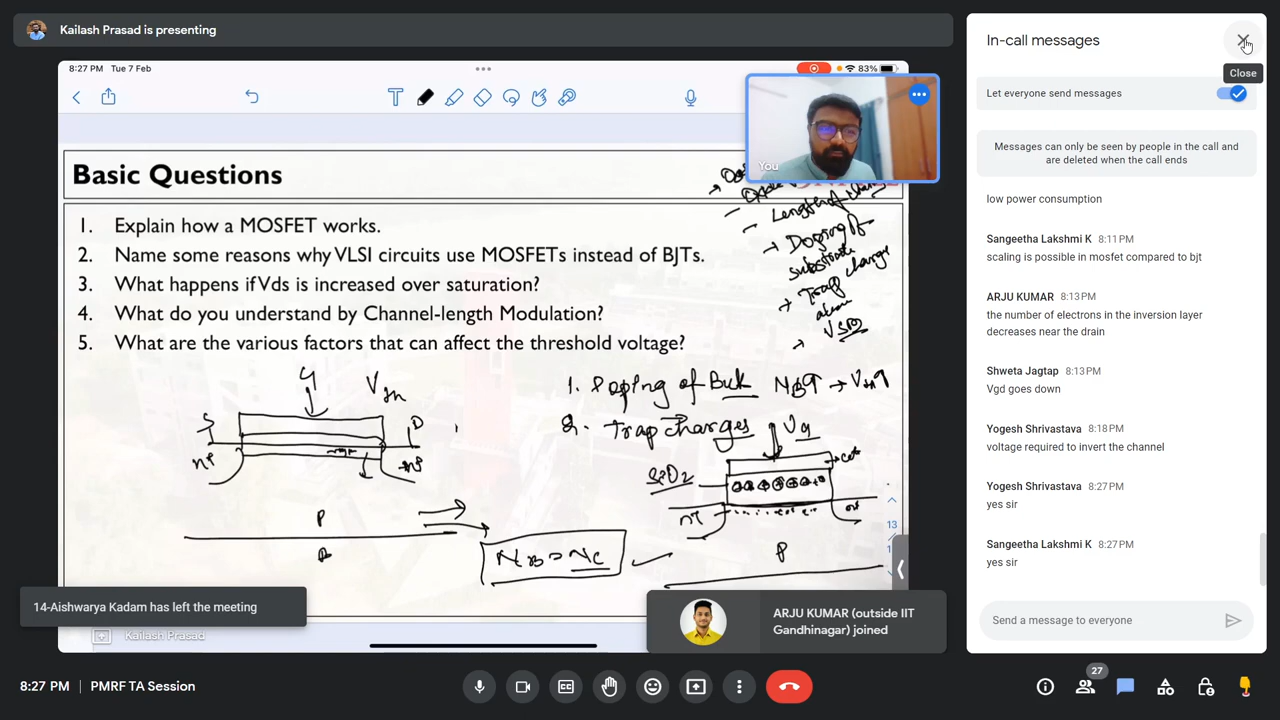 Kailash Prasad is presenting
8:27 PM Tue 7 Feb
83%
You
Basic Questions
1. Explain how a MOSFET works.
2. Name some reasons why VLSI circuits use MOSFETs instead of BJTs.
3. What happens if Vds is increased over saturation?
4. What do you understand by Channel-length Modulation?
5. What are the various factors that can affect the threshold voltage?
→ Length of
→ Doping of
substrate
→ Trap charge
→ VSB
G
S
D
P
1. Doping of Bulk NB↑ → Vth↑
2. Trap charges
VG
SiO2
P
NB = NC
13
14-Aishwarya Kadam has left the meeting
Kailash Prasad
ARJU KUMAR (outside IIT
Gandhinagar) joined
8:27 PM | PMRF TA Session
27
In-call messages
Close
Let everyone send messages
Messages can only be seen by people in the call and
are deleted when the call ends
low power consumption
Sangeetha Lakshmi K 8:11 PM
scaling is possible in mosfet compared to bjt
ARJU KUMAR 8:13 PM
the number of electrons in the inversion layer
decreases near the drain
Shweta Jagtap 8:13 PM
Vgd goes down
Yogesh Shrivastava 8:18 PM
voltage required to invert the channel
Yogesh Shrivastava 8:27 PM
yes sir
Sangeetha Lakshmi K 8:27 PM
yes sir
Send a message to everyone